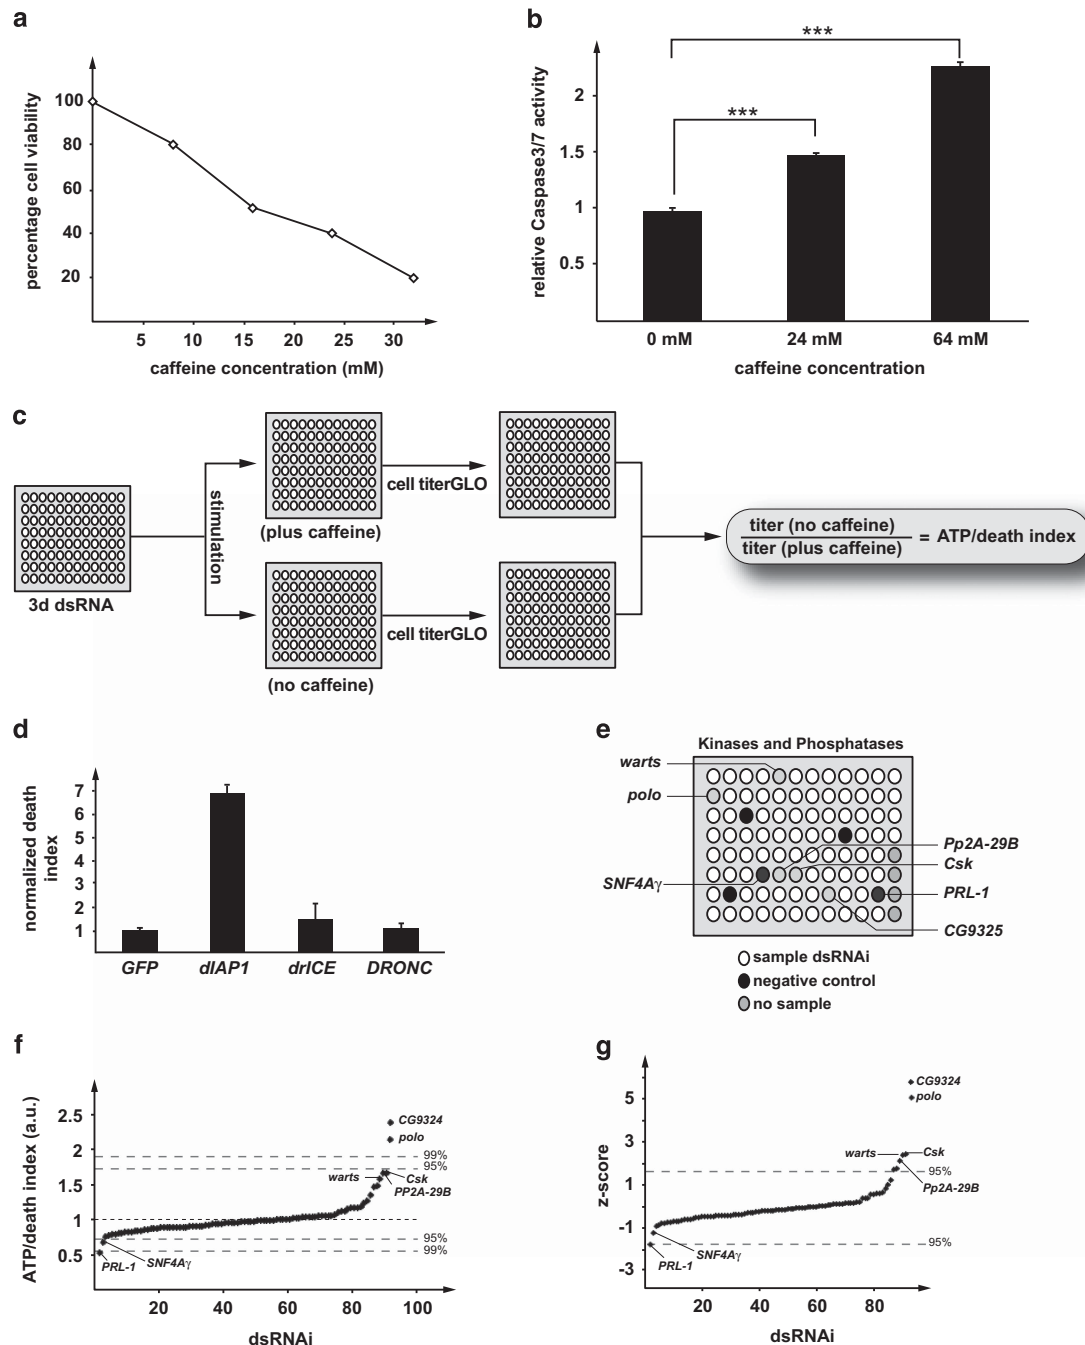 a
percentage cell viability
100
80
60
40
20
5 10 15 20 25 30
caffeine concentration (mM)
b
relative Caspase3/7 activity
2
1.5
1
0.5
***
***
0 mM 24 mM 64 mM
caffeine concentration
c
3d dsRNA
stimulation
(plus caffeine)
(no caffeine)
cell titerGLO
cell titerGLO
titer (no caffeine)
titer (plus caffeine)
= ATP/death index
d
normalized death
index
7
6
5
4
3
2
1
GFP dIAP1 drICE DRONC
e
Kinases and Phosphatases
warts
polo
SNF4Aγ
Pp2A-29B
Csk
PRL-1
CG9325
sample dsRNAi
negative control
no sample
f
ATP/death index (a.u.)
2.5
2
1.5
1
0.5
CG9324
polo
99%
95%
warts
Csk
PP2A-29B
95%
99%
SNF4Aγ
PRL-1
20 40 60 80 100
dsRNAi
g
z-score
5
3
1
-1
-3
CG9324
polo
warts
Csk
95%
Pp2A-29B
95%
SNF4Aγ
PRL-1
20 40 60 80
dsRNAi